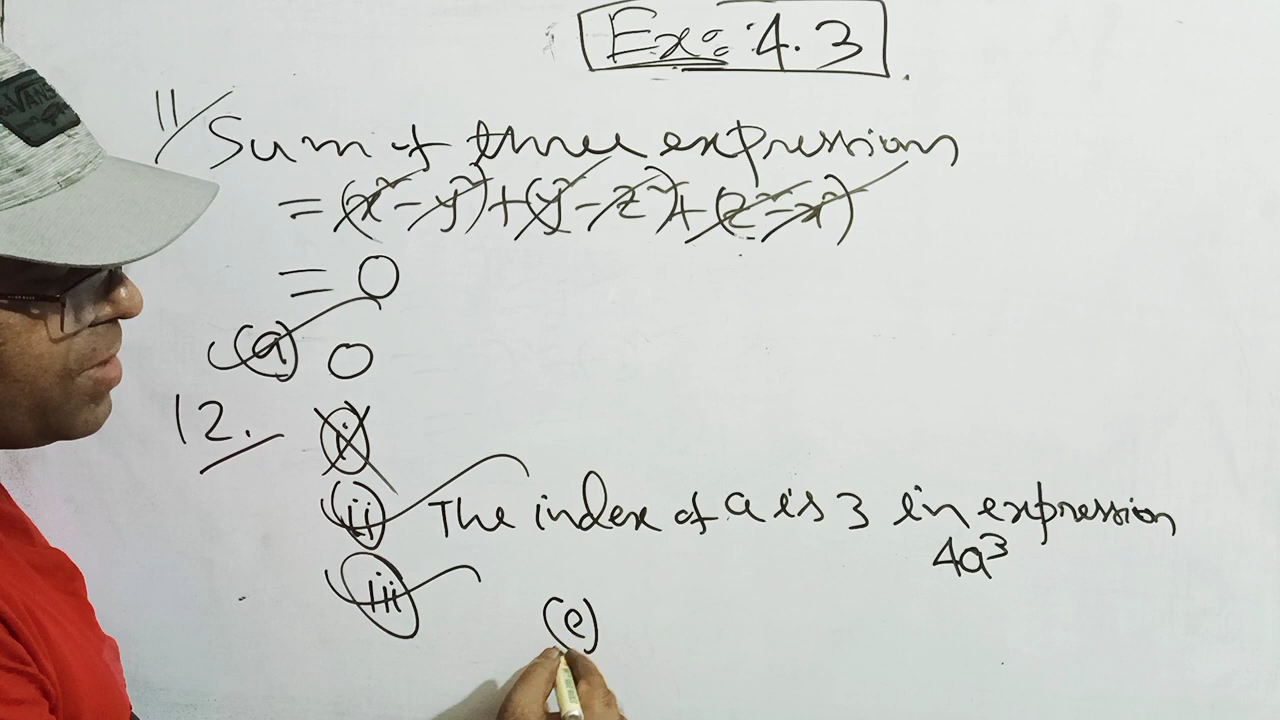 VANS
Ex: 4.3
11/ Sum of three expressions
= (x² - y²) + (y² - z²) + (z² - x²)
= 0
(a) 0
12. (i)
(ii) The index of a is 3 in expression
4a³
(iii)
(e)